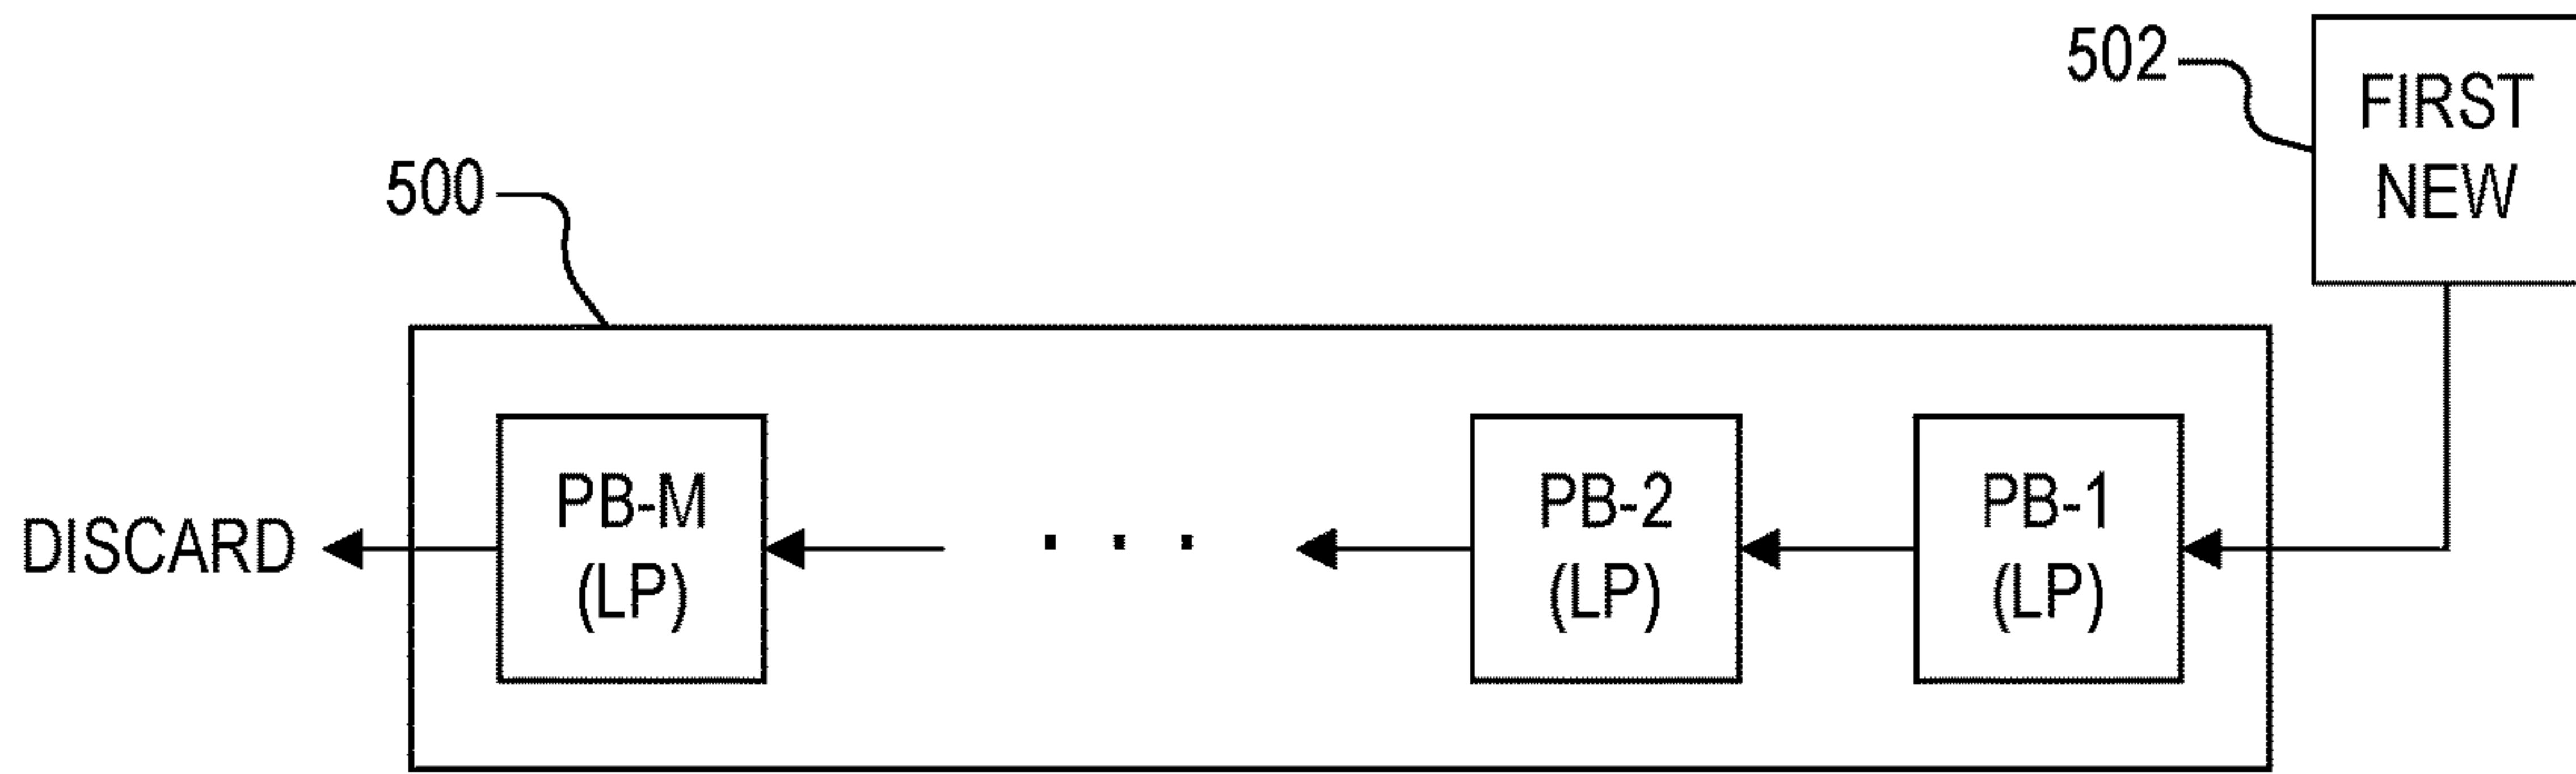 502
FIRST
NEW
500
DISCARD
PB-M
(LP)
. . .
PB-2
(LP)
PB-1
(LP)